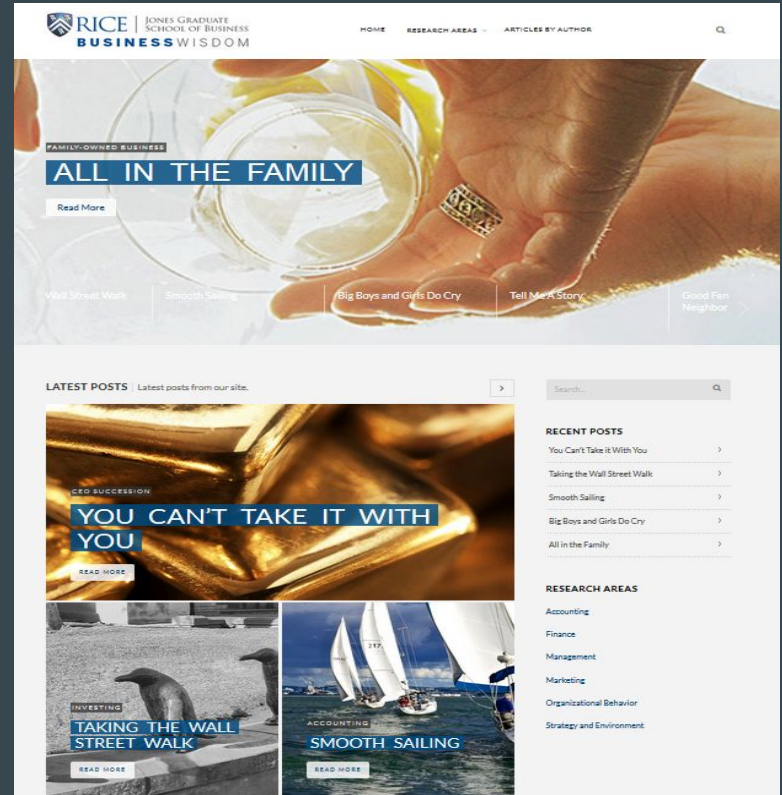 RICE | JONES GRADUATE
SCHOOL OF BUSINESS
BUSINESSWISDOM
HOME
RESEARCH AREAS
ARTICLES BY AUTHOR
FAMILY-OWNED BUSINESS
ALL IN THE FAMILY
Read More
Wall Street Walk
Smooth Sailing
Big Boys and Girls Do Cry
Tell Me A Story
Good Fen
Neighbor
LATEST POSTS | Latest posts from our site.
CEO SUCCESSION
YOU CAN'T TAKE IT WITH
YOU
READ MORE
INVESTING
TAKING THE WALL
STREET WALK
READ MORE
ACCOUNTING
SMOOTH SAILING
READ MORE
217
Search...
RECENT POSTS
You Can't Take it With You
Taking the Wall Street Walk
Smooth Sailing
Big Boys and Girls Do Cry
All in the Family
RESEARCH AREAS
Accounting
Finance
Management
Marketing
Organizational Behavior
Strategy and Environment